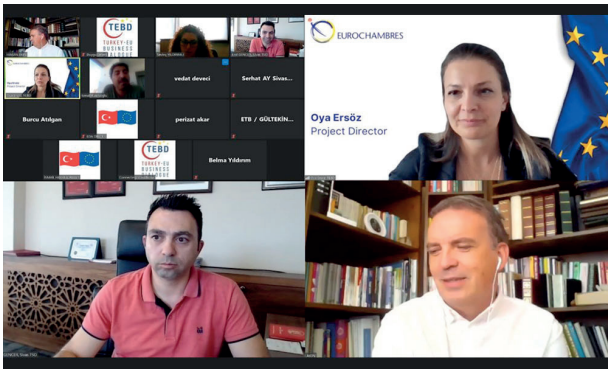 TEBD
TURKEY-EU
BUSINESS
DIALOGUE
vedat deveci
Serhat AY Sivas...
Burcu Atılgan
perizat akar
ETB / GÜLTEKİN...
TEBD
TURKEY-EU
BUSINESS
DIALOGUE
Belma Yıldırım
EUROCHAMBRES
Oya Ersöz
Project Director